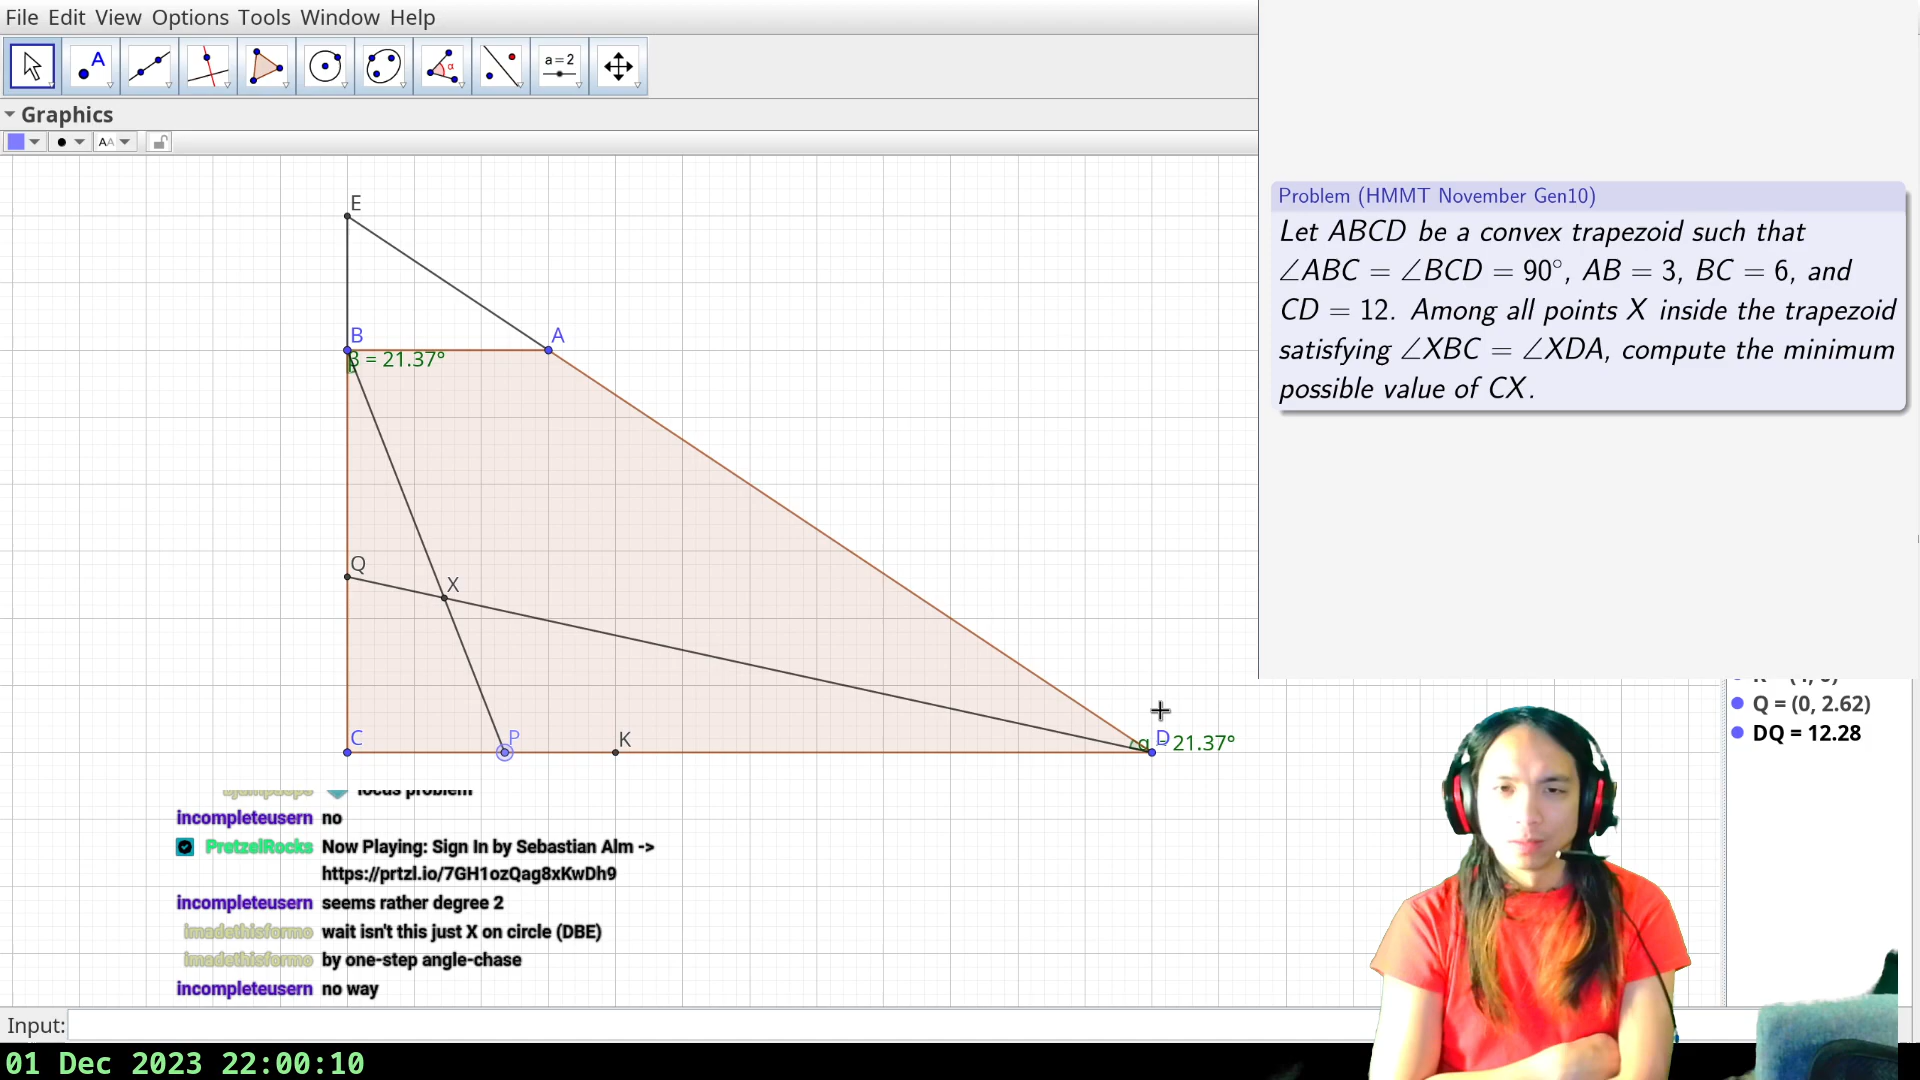 File Edit View Options Tools Window Help
A
α
a=2
Graphics
AA
Problem (HMMT November Gen10)
Let ABCD be a convex trapezoid such that
∠ABC = ∠BCD = 90°, AB = 3, BC = 6, and
CD = 12. Among all points X inside the trapezoid
satisfying ∠XBC = ∠XDA, compute the minimum
possible value of CX.
E
B A
β = 21.37°
Q
X
C P K D
α = 21.37°
Q = (0, 2.62)
DQ = 12.28
locus problem
incompleteusern no
PretzelRocks Now Playing: Sign In by Sebastian Alm ->
https://prtzl.io/7GH1ozQag8xKwDh9
incompleteusern seems rather degree 2
imadethisformo wait isn't this just X on circle (DBE)
imadethisformo by one-step angle-chase
incompleteusern no way
Input:
01 Dec 2023 22:00:10